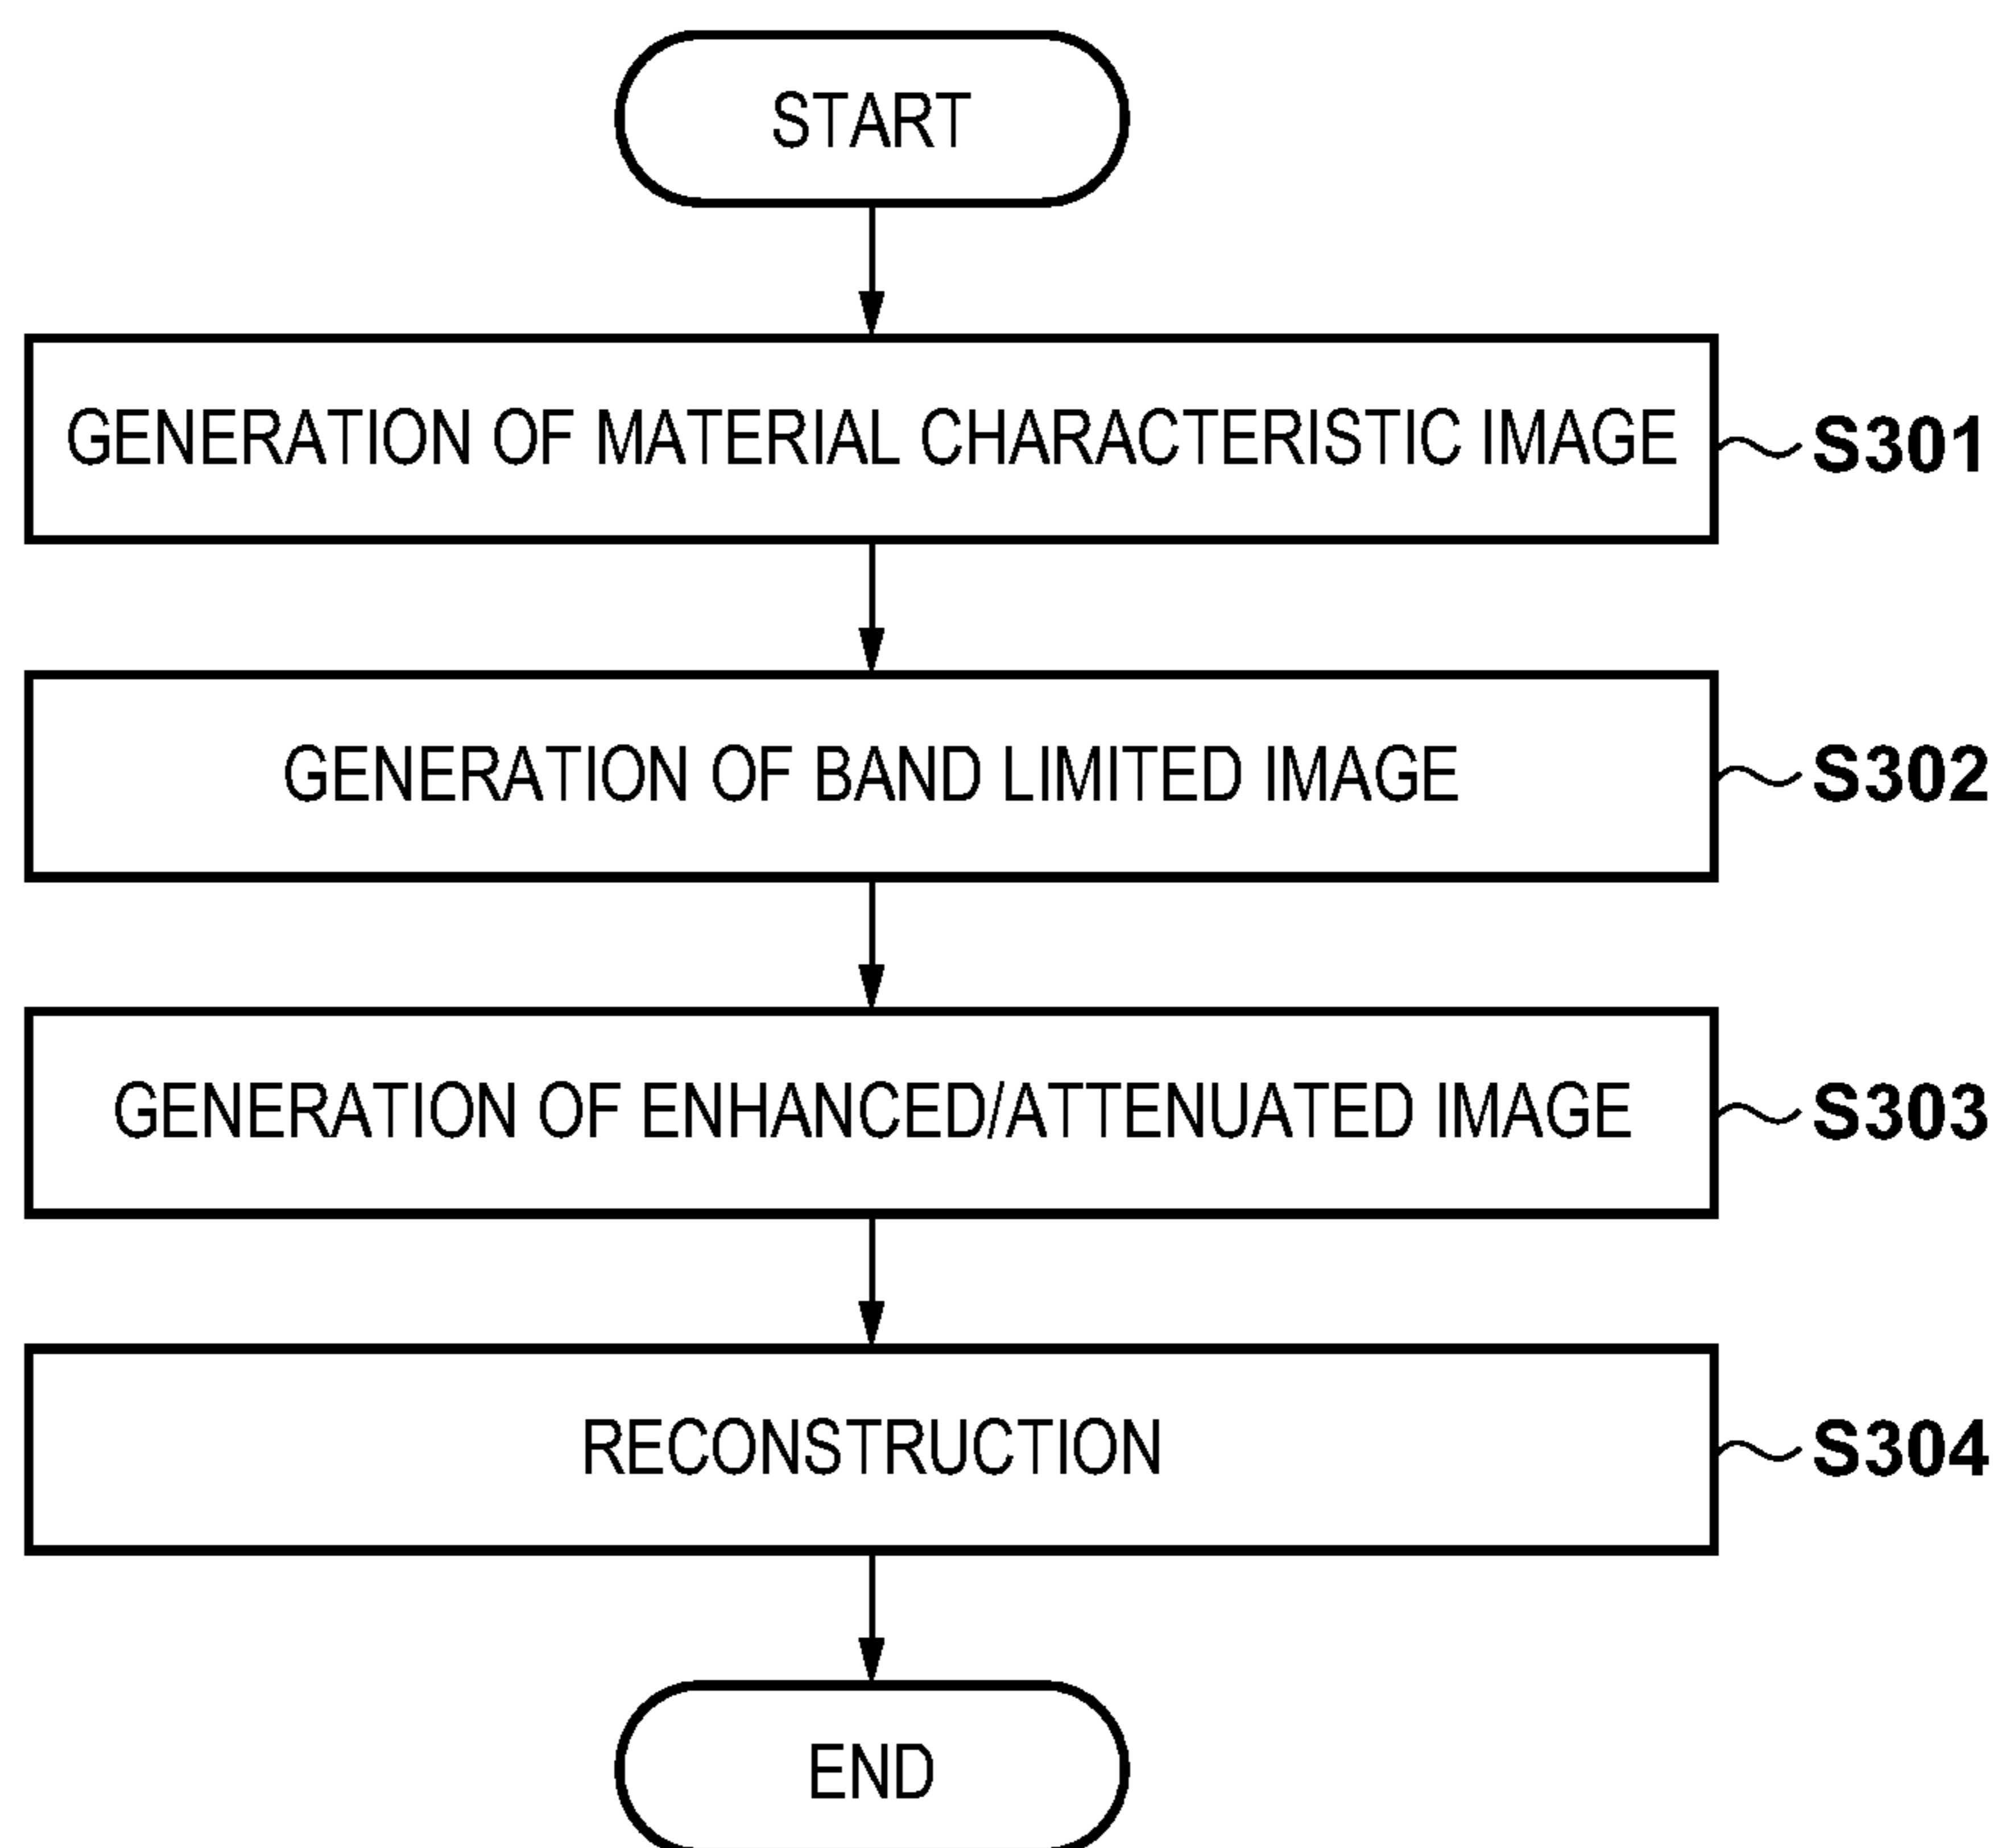 START
GENERATION OF MATERIAL CHARACTERISTIC IMAGE
S301
GENERATION OF BAND LIMITED IMAGE
S302
GENERATION OF ENHANCED/ATTENUATED IMAGE
S303
RECONSTRUCTION
S304
END